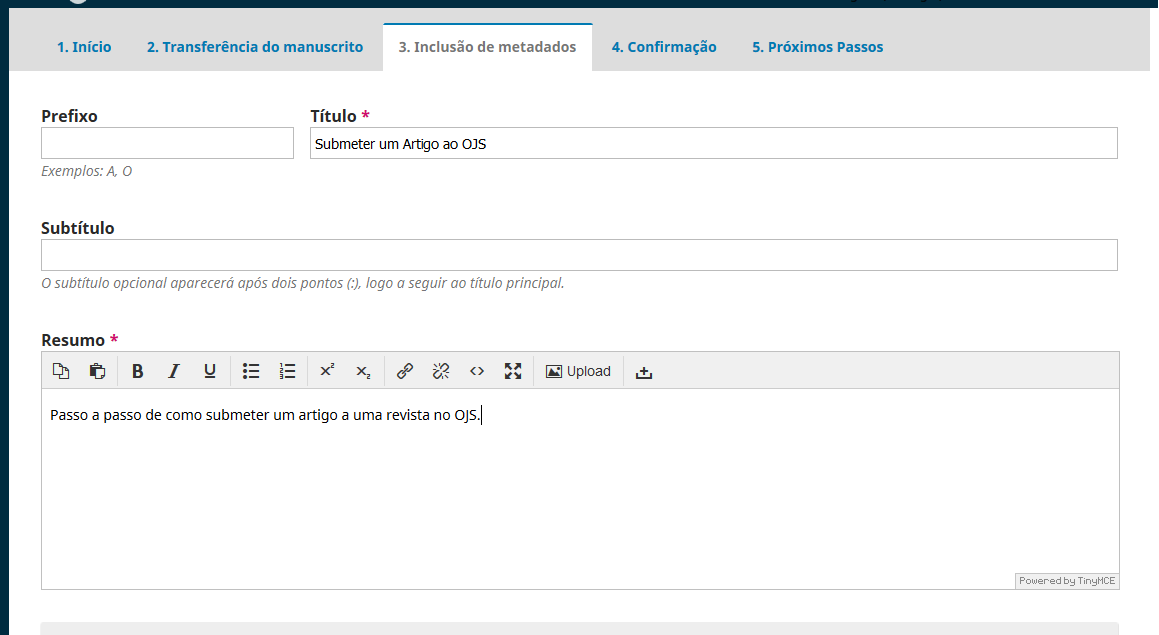 1. Início 2. Transferência do manuscrito 3. Inclusão de metadados 4. Confirmação 5. Próximos Passos
Prefixo Título *
Submeter um Artigo ao OJS
Exemplos: A, O
Subtítulo
O subtítulo opcional aparecerá após dois pontos (:), logo a seguir ao título principal.
Resumo *
Upload
Passo a passo de como submeter um artigo a uma revista no OJS.
Powered by TinyMCE